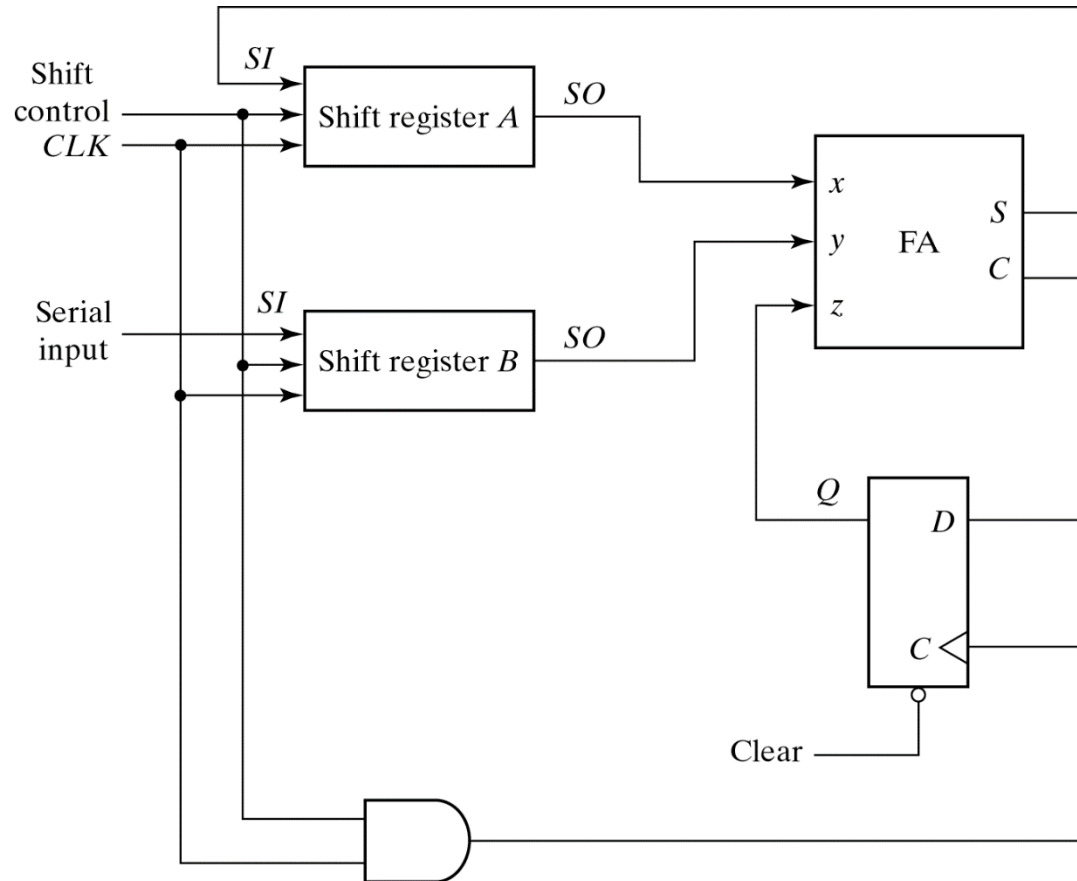 SI
Shift
control
CLK
Shift register A
SO
x
y
z
FA
S
C
Serial
input
SI
Shift register B
SO
Q
D
C
Clear